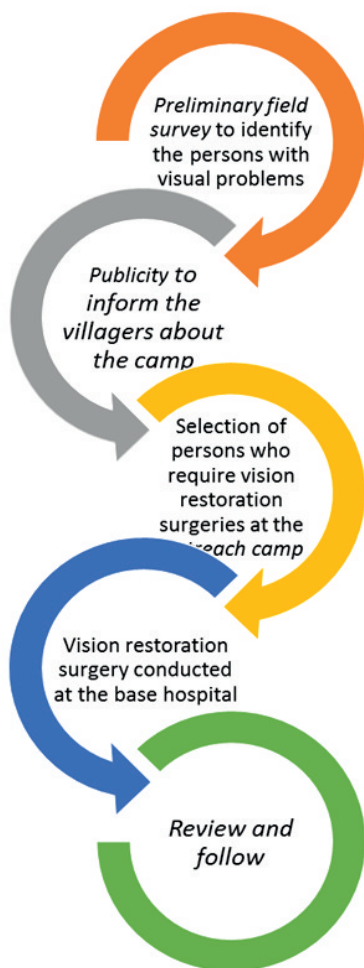 Preliminary field
survey to identify
the persons with
visual problems
Publicity to
inform the
villagers about
the camp
Selection of
persons who
require vision
restoration
surgeries at the
camp
Vision restoration
surgery conducted
at the base hospital
Review and
follow